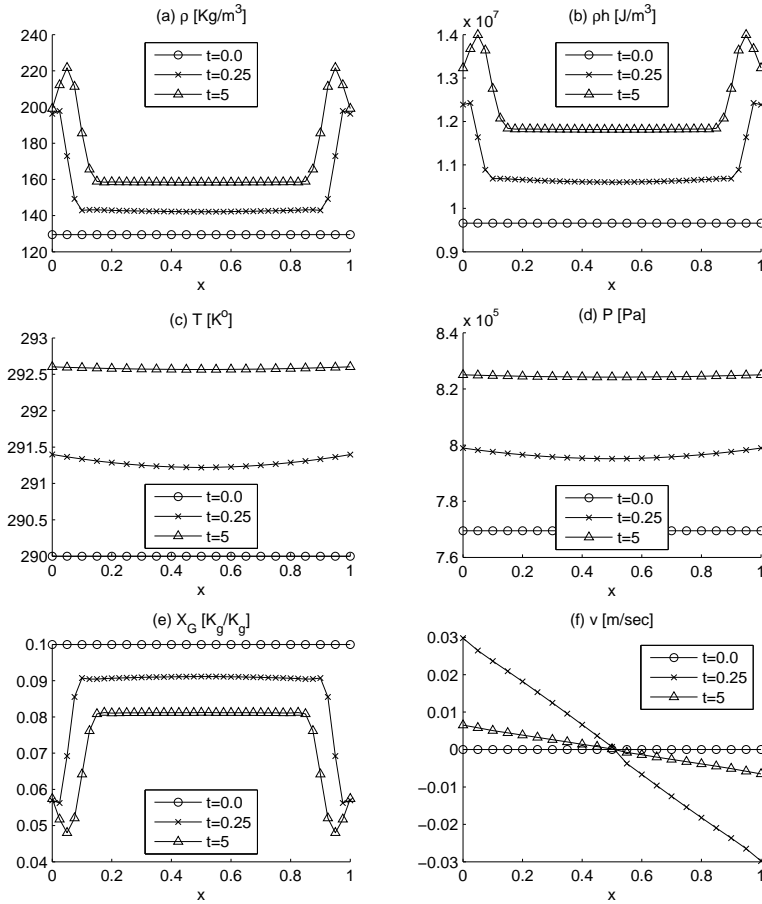 (a) ρ [Kg/m³]
240
220
200
180
160
140
120
0
0.2
0.4
0.6
0.8
1
x
t=0.0
t=0.25
t=5
(b) ρh [J/m³]
x 10⁷
1.4
1.3
1.2
1.1
1
0.9
0
0.2
0.4
0.6
0.8
1
x
t=0.0
t=0.25
t=5
(c) T [K⁰]
293
292.5
292
291.5
291
290.5
290
0
0.2
0.4
0.6
0.8
1
x
t=0.0
t=0.25
t=5
(d) P [Pa]
x 10⁵
8.4
8.2
8
7.8
7.6
0
0.2
0.4
0.6
0.8
1
x
t=0.0
t=0.25
t=5
(e) X_G [K_g/K_g]
0.1
0.09
0.08
0.07
0.06
0.05
0.04
0
0.2
0.4
0.6
0.8
1
x
t=0.0
t=0.25
t=5
(f) v [m/sec]
0.03
0.02
0.01
0
−0.01
−0.02
−0.03
0
0.2
0.4
0.6
0.8
1
x
t=0.0
t=0.25
t=5